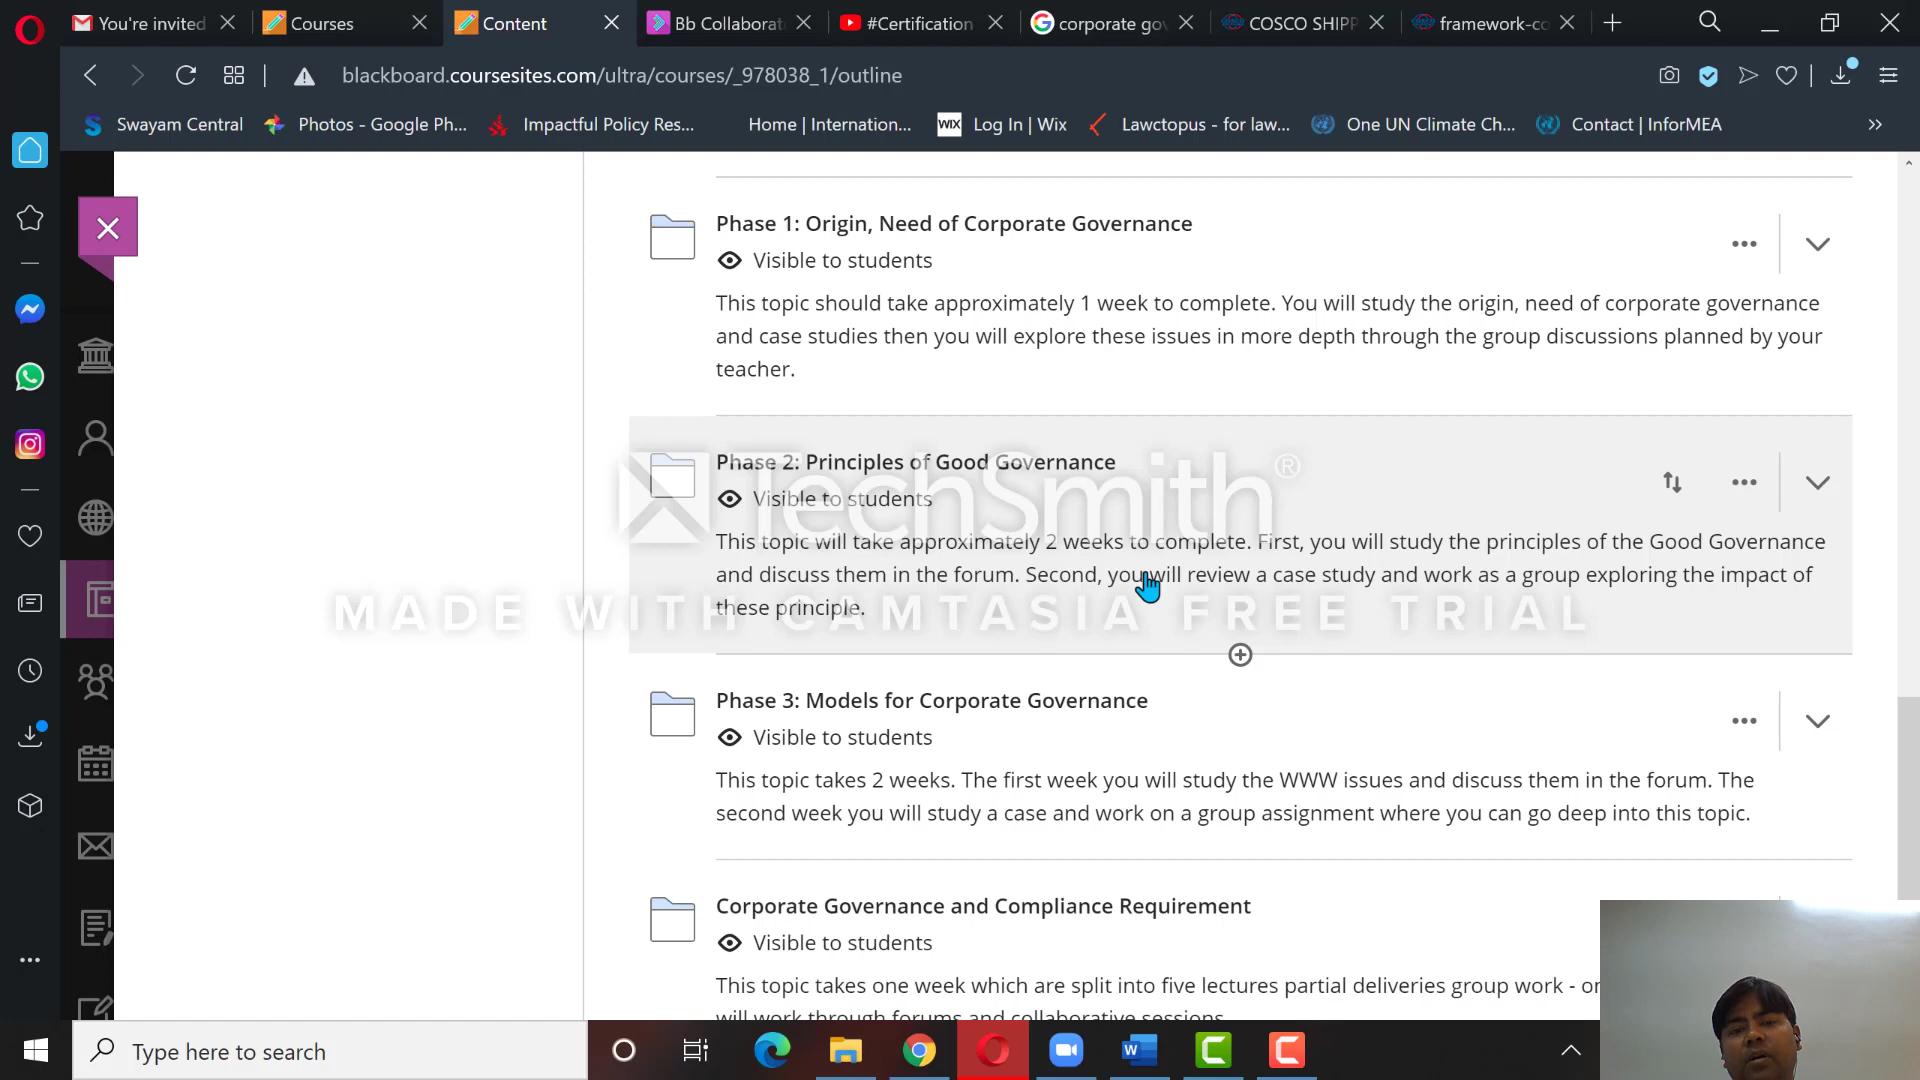 You're invited
Courses
Content
Bb Collaborat
#Certification
corporate gov
COSCO SHIPP
framework-co
blackboard.coursesites.com/ultra/courses/_978038_1/outline
Swayam Central
Photos - Google Ph...
Impactful Policy Res...
Home | Internation...
WIX
Log In | Wix
Lawctopus - for law...
One UN Climate Ch...
Contact | InforMEA
Phase 1: Origin, Need of Corporate Governance
Visible to students
This topic should take approximately 1 week to complete. You will study the origin, need of corporate governance
and case studies then you will explore these issues in more depth through the group discussions planned by your
teacher.
Phase 2: Principles of Good Governance
Visible to students
TechSmith®
This topic will take approximately 2 weeks to complete. First, you will study the principles of the Good Governance
and discuss them in the forum. Second, you will review a case study and work as a group exploring the impact of
these principle.
MADE WITH CAMTASIA FREE TRIAL
Phase 3: Models for Corporate Governance
Visible to students
This topic takes 2 weeks. The first week you will study the WWW issues and discuss them in the forum. The
second week you will study a case and work on a group assignment where you can go deep into this topic.
Corporate Governance and Compliance Requirement
Visible to students
This topic takes one week which are split into five lectures partial deliveries group work -
will work through forums and collaborative sessions
Type here to search